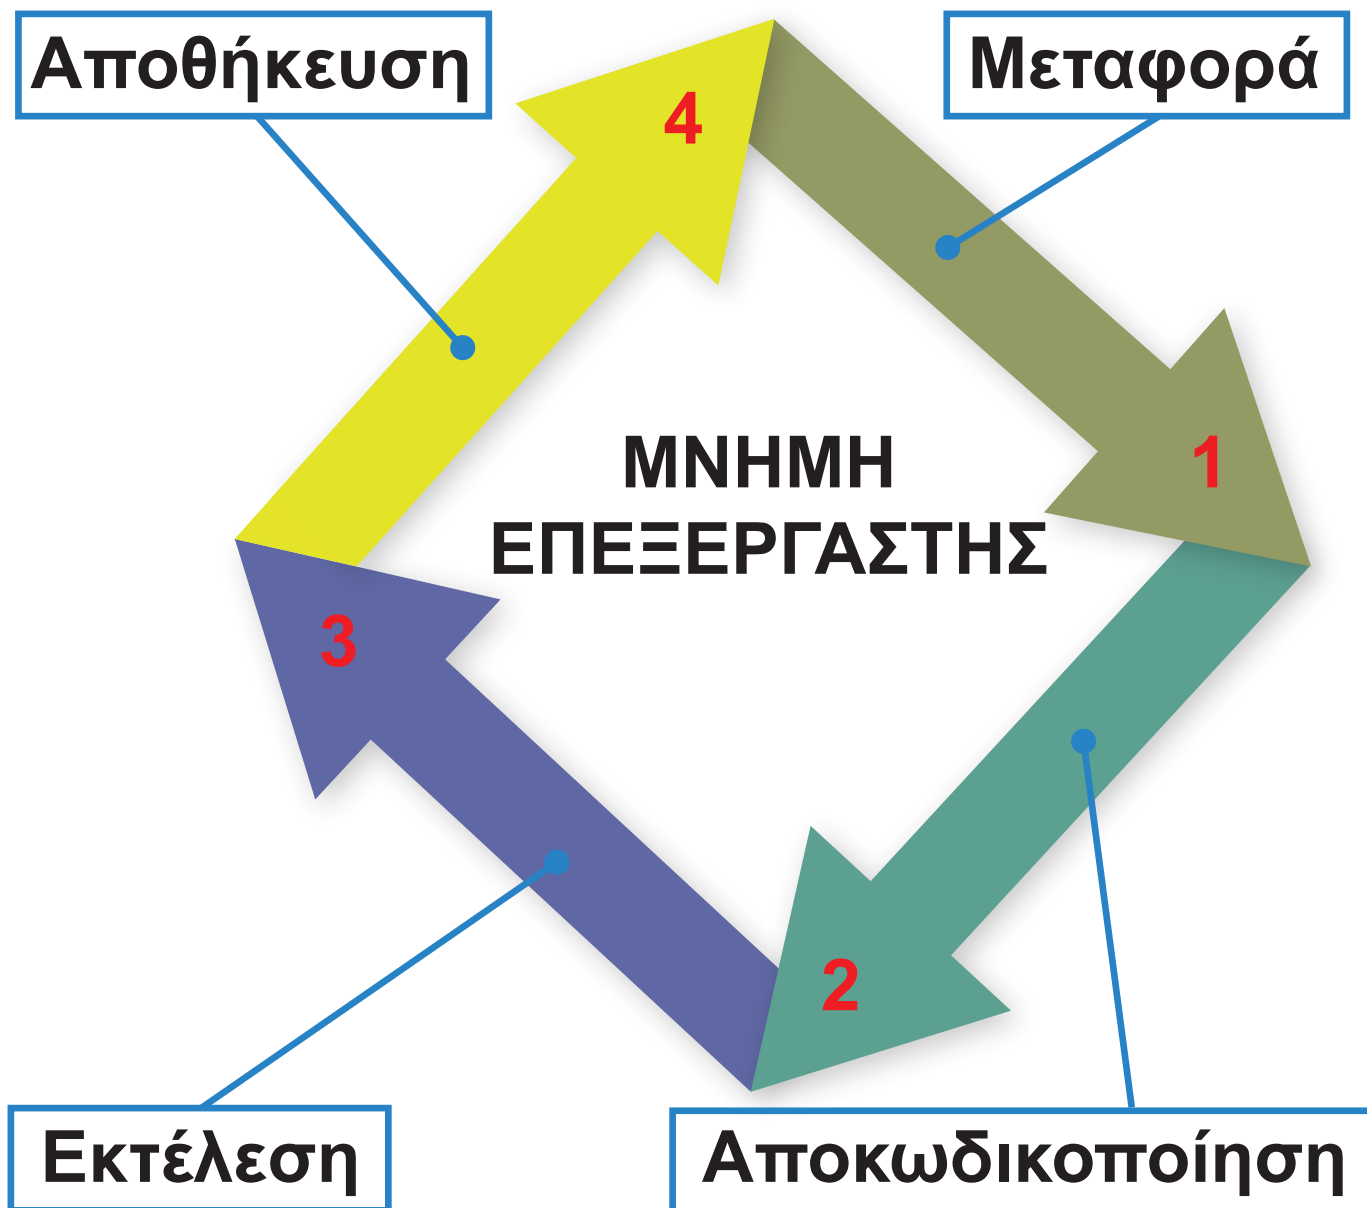 Αποθήκευση
Μεταφορά
4
1
ΜΝΗΜΗ
ΕΠΕΞΕΡΓΑΣΤΗΣ
3
2
Εκτέλεση
Αποκωδικοποίηση